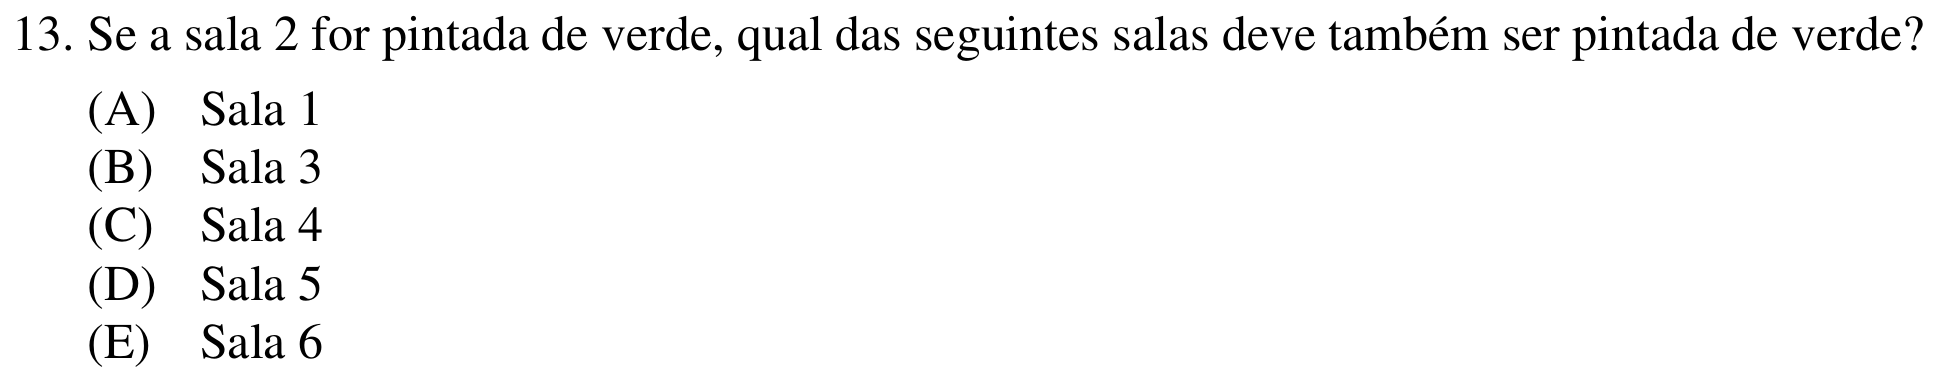 13. Se a sala 2 for pintada de verde, qual das seguintes salas deve também ser pintada de verde?
(A) Sala 1
(B) Sala 3
(C) Sala 4
(D) Sala 5
(E) Sala 6